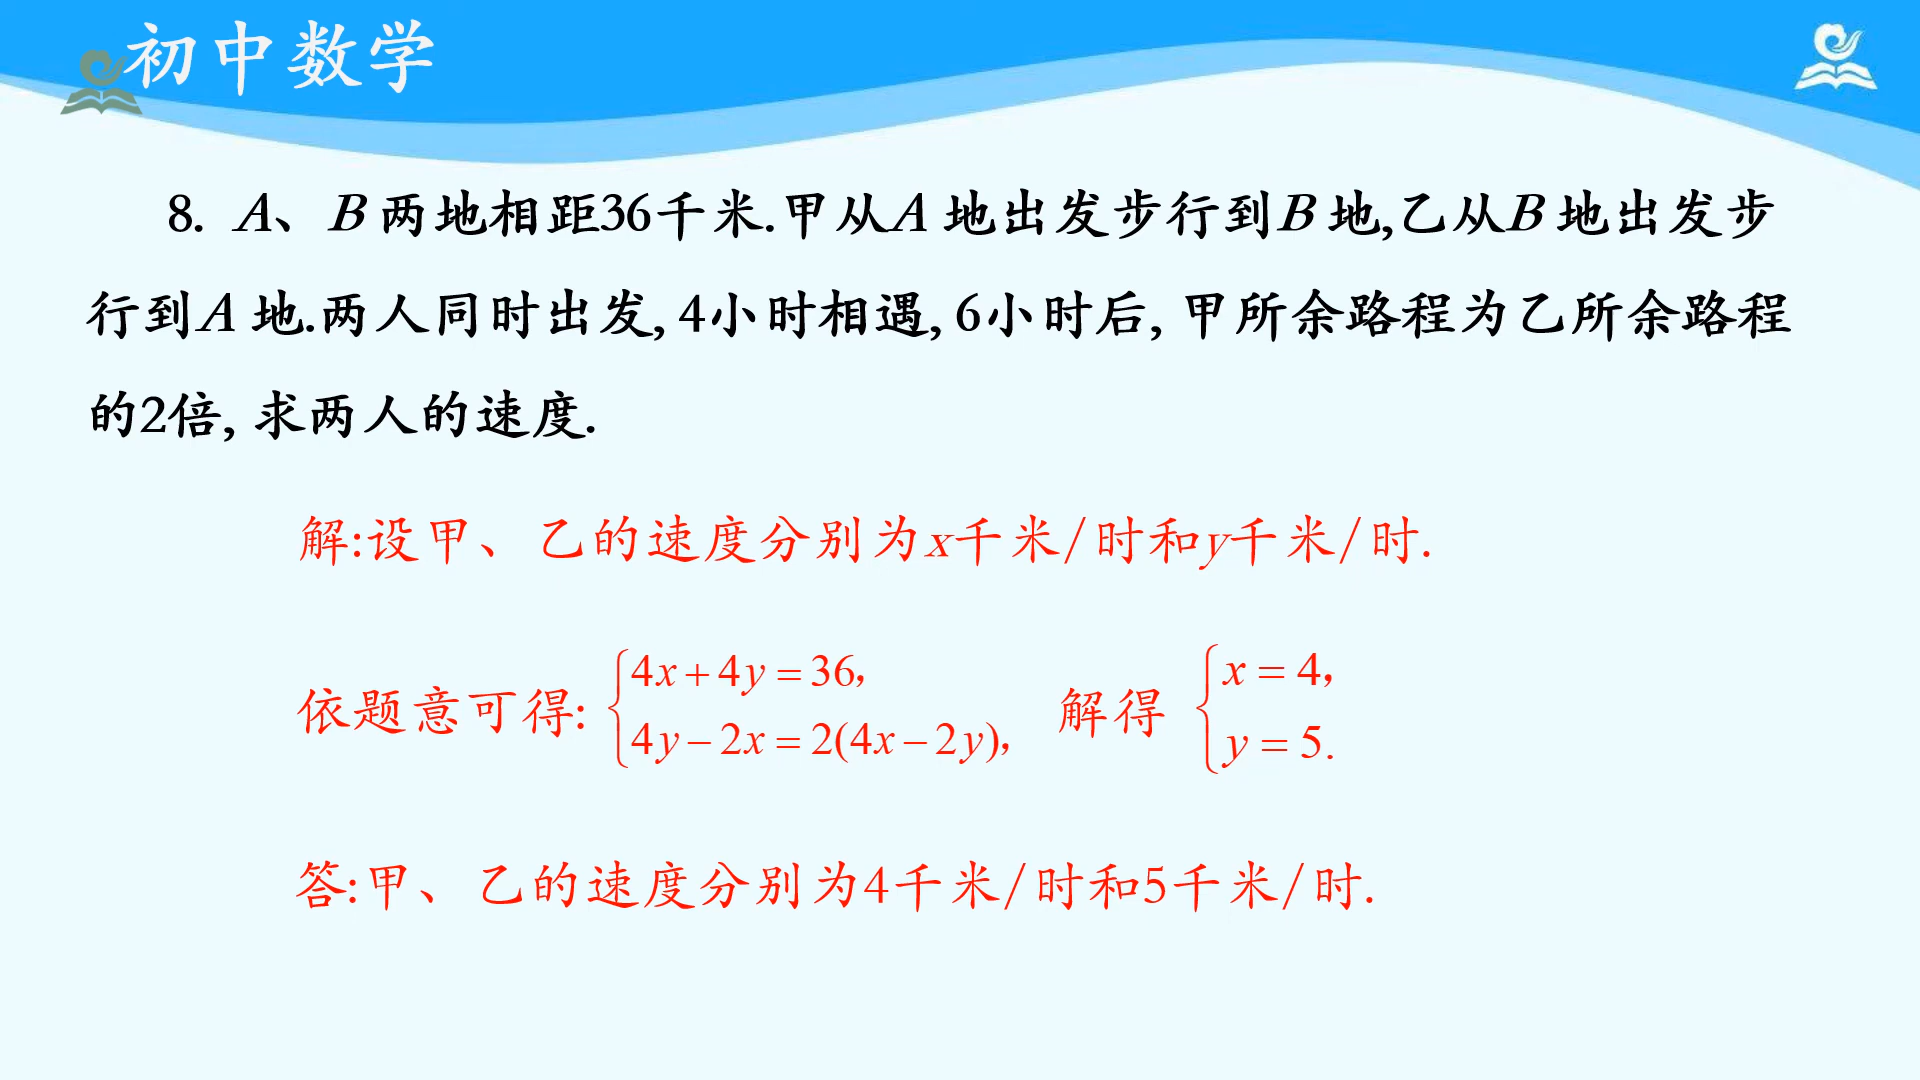 初中数学
8. A、B两地相距36千米.甲从A地出发步行到B地,乙从B地出发步
行到A地.两人同时出发, 4小时相遇, 6小时后, 甲所余路程为乙所余路程
的2倍, 求两人的速度.
解:设甲、乙的速度分别为x千米/时和y千米/时.
依题意可得: {4x+4y=36, 4y−2x=2(4x−2y), 解得 {x=4, y=5.
答:甲、乙的速度分别为4千米/时和5千米/时.